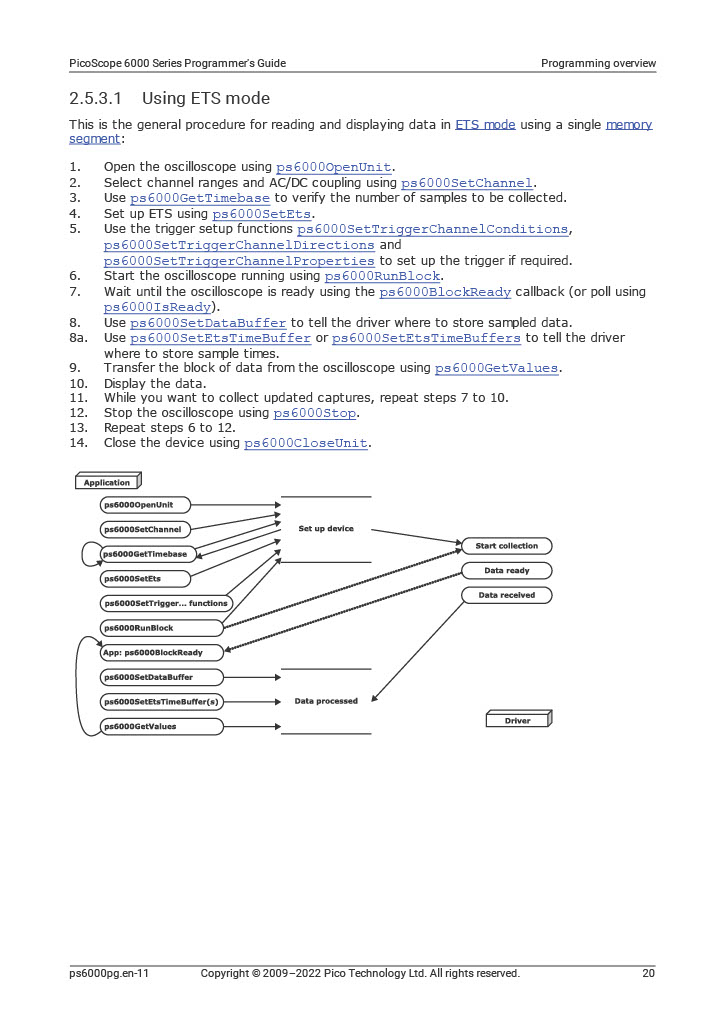 PicoScope 6000 Series Programmer's Guide Programming overview
2.5.3.1 Using ETS mode
This is the general procedure for reading and displaying data in ETS mode using a single memory
segment:
1. Open the oscilloscope using ps6000OpenUnit.
2. Select channel ranges and AC/DC coupling using ps6000SetChannel.
3. Use ps6000GetTimebase to verify the number of samples to be collected.
4. Set up ETS using ps6000SetEts.
5. Use the trigger setup functions ps6000SetTriggerChannelConditions,
ps6000SetTriggerChannelDirections and
ps6000SetTriggerChannelProperties to set up the trigger if required.
6. Start the oscilloscope running using ps6000RunBlock.
7. Wait until the oscilloscope is ready using the ps6000BlockReady callback (or poll using
ps6000IsReady).
8. Use ps6000SetDataBuffer to tell the driver where to store sampled data.
8a. Use ps6000SetEtsTimeBuffer or ps6000SetEtsTimeBuffers to tell the driver
where to store sample times.
9. Transfer the block of data from the oscilloscope using ps6000GetValues.
10. Display the data.
11. While you want to collect updated captures, repeat steps 7 to 10.
12. Stop the oscilloscope using ps6000Stop.
13. Repeat steps 6 to 12.
14. Close the device using ps6000CloseUnit.
Application
ps6000OpenUnit
ps6000SetChannel
ps6000GetTimebase
ps6000SetEts
ps6000SetTrigger... functions
ps6000RunBlock
App: ps6000BlockReady
ps6000SetDataBuffer
ps6000SetEtsTimeBuffer(s)
ps6000GetValues
Set up device
Data processed
Start collection
Data ready
Data received
Driver
ps6000pg.en-11 Copyright © 2009–2022 Pico Technology Ltd. All rights reserved. 20